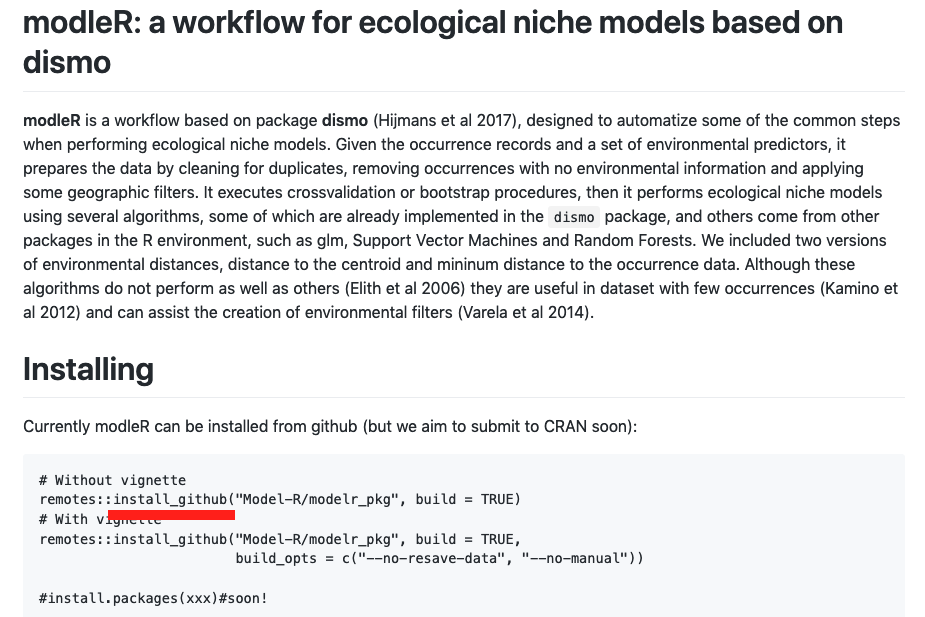 modleR: a workflow for ecological niche models based on
dismo
modleR is a workflow based on package dismo (Hijmans et al 2017), designed to automatize some of the common steps
when performing ecological niche models. Given the occurrence records and a set of environmental predictors, it
prepares the data by cleaning for duplicates, removing occurrences with no environmental information and applying
some geographic filters. It executes crossvalidation or bootstrap procedures, then it performs ecological niche models
using several algorithms, some of which are already implemented in the dismo package, and others come from other
packages in the R environment, such as glm, Support Vector Machines and Random Forests. We included two versions
of environmental distances, distance to the centroid and mininum distance to the occurrence data. Although these
algorithms do not perform as well as others (Elith et al 2006) they are useful in dataset with few occurrences (Kamino et
al 2012) and can assist the creation of environmental filters (Varela et al 2014).
Installing
Currently modleR can be installed from github (but we aim to submit to CRAN soon):
# Without vignette
remotes::install_github("Model-R/modelr_pkg", build = TRUE)
# With vignette
remotes::install_github("Model-R/modelr_pkg", build = TRUE,
build_opts = c("--no-resave-data", "--no-manual"))
#install.packages(xxx)#soon!